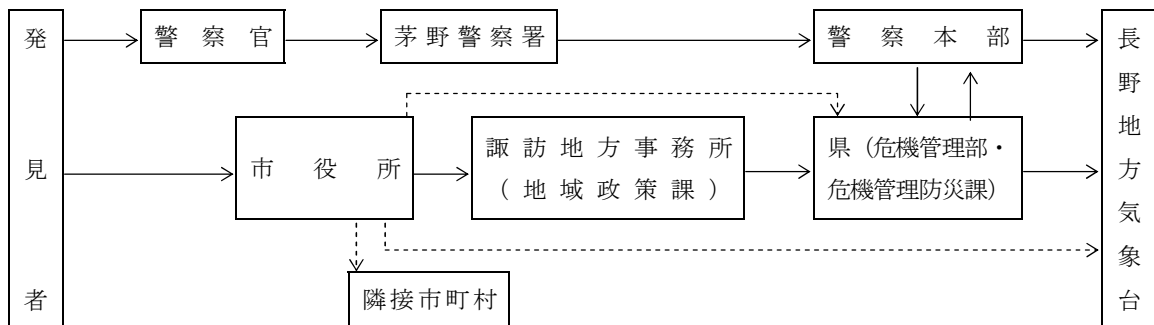 発見者
警察官
茅野警察署
警察本部
長野地方気象台
市役所
諏訪地方事務所
(地域政策課)
県(危機管理部・
危機管理防災課)
隣接市町村